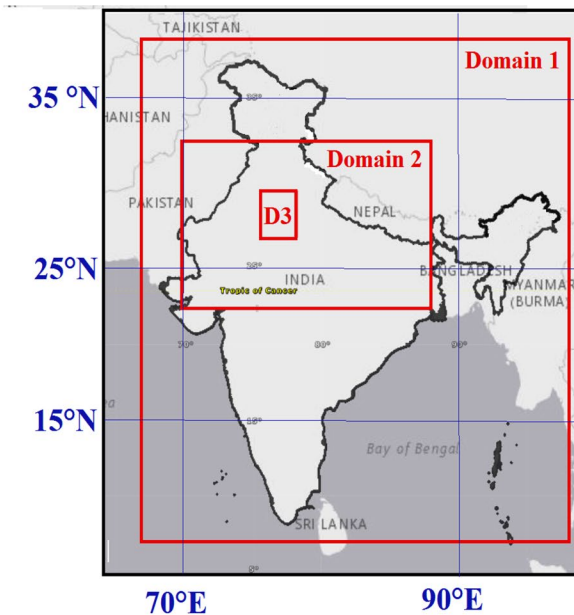 TAJIKISTAN
Domain 1
35°N
HANISTAN
Domain 2
PAKISTAN
D3
NEPAL
25°N
INDIA
BANGLADESH
Tropic of Cancer
MYANMAR
(BURMA)
15°N
Bay of Bengal
SRI LANKA
70°E
90°E